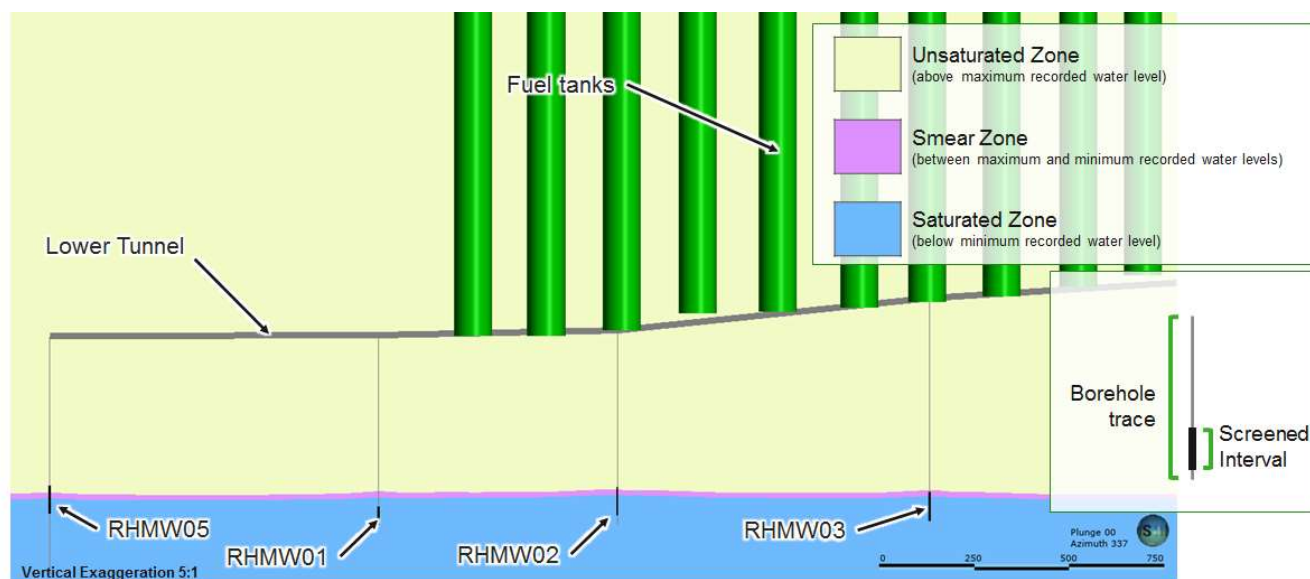 Fuel tanks
Unsaturated Zone
(above maximum recorded water level)
Smear Zone
(between maximum and minimum recorded water levels)
Saturated Zone
(below minimum recorded water level)
Lower Tunnel
Borehole
trace
Screened
Interval
RHMW05
RHMW01
RHMW02
RHMW03
Plunge 00
Azimuth 337
0 250 500 750
Vertical Exaggeration 5:1